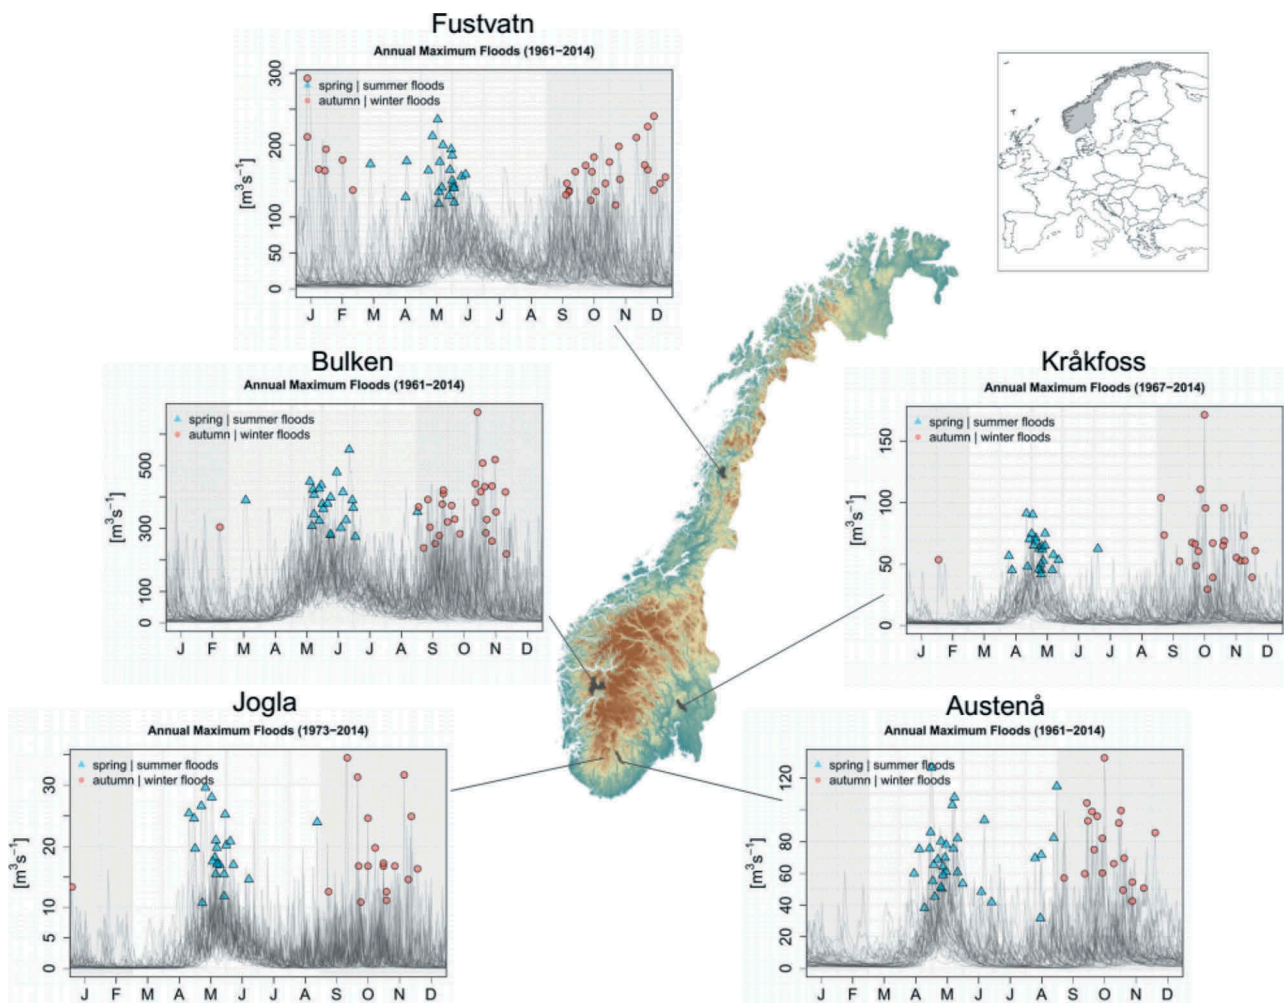 Fustvatn
Annual Maximum Floods (1961–2014)
spring | summer floods
autumn | winter floods
[m³s⁻¹]
300
200
150
100
50
0
J F M A M J J A S O N D
Bulken
Annual Maximum Floods (1961–2014)
spring | summer floods
autumn | winter floods
[m³s⁻¹]
500
300
100
0
J F M A M J J A S O N D
Kråkfoss
Annual Maximum Floods (1967–2014)
spring | summer floods
autumn | winter floods
[m³s⁻¹]
150
100
50
0
J F M A M J J A S O N D
Jogla
Annual Maximum Floods (1973–2014)
spring | summer floods
autumn | winter floods
[m³s⁻¹]
30
20
10
5
0
J F M A M J J A S O N D
Austenå
Annual Maximum Floods (1961–2014)
spring | summer floods
autumn | winter floods
[m³s⁻¹]
120
80
60
40
20
0
J F M A M J J A S O N D